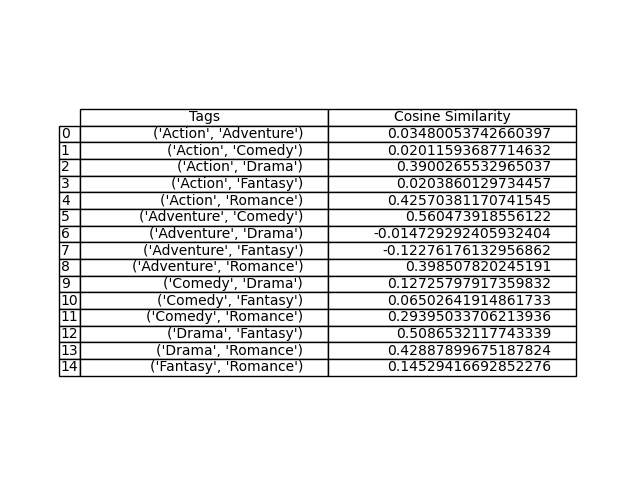 Tags Cosine Similarity
0 ('Action', 'Adventure') 0.03480053742660397
1 ('Action', 'Comedy') 0.02011593687714632
2 ('Action', 'Drama') 0.3900265532965037
3 ('Action', 'Fantasy') 0.0203860129734457
4 ('Action', 'Romance') 0.42570381170741545
5 ('Adventure', 'Comedy') 0.560473918556122
6 ('Adventure', 'Drama') -0.014729292405932404
7 ('Adventure', 'Fantasy') -0.12276176132956862
8 ('Adventure', 'Romance') 0.398507820245191
9 ('Comedy', 'Drama') 0.12725797917359832
10 ('Comedy', 'Fantasy') 0.06502641914861733
11 ('Comedy', 'Romance') 0.29395033706213936
12 ('Drama', 'Fantasy') 0.5086532117743339
13 ('Drama', 'Romance') 0.42887899675187824
14 ('Fantasy', 'Romance') 0.14529416692852276